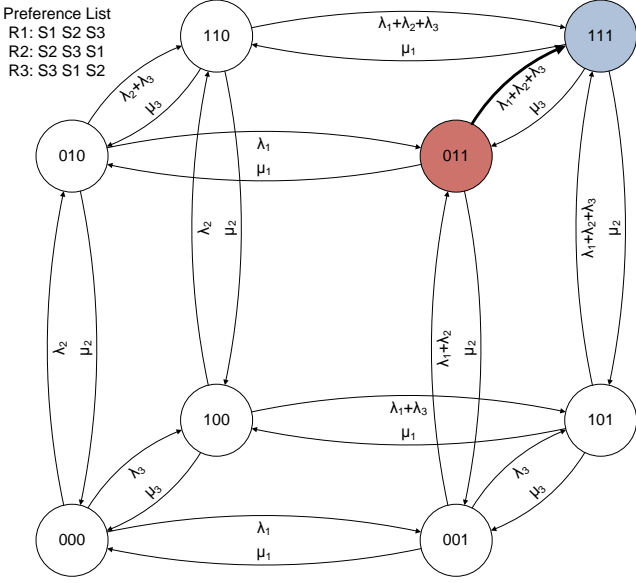 Preference List
R1: S1 S2 S3
R2: S2 S3 S1
R3: S3 S1 S2
110
λ₁+λ₂+λ₃
μ₁
111
λ₂+λ₃
μ₃
λ₁+λ₂+λ₃
μ₃
010
λ₁
μ₁
011
λ₂
μ₂
λ₁+λ₂+λ₃
μ₂
λ₂
μ₂
λ₁+λ₂
μ₂
100
λ₁+λ₃
μ₁
101
λ₃
μ₃
λ₃
μ₃
000
λ₁
μ₁
001